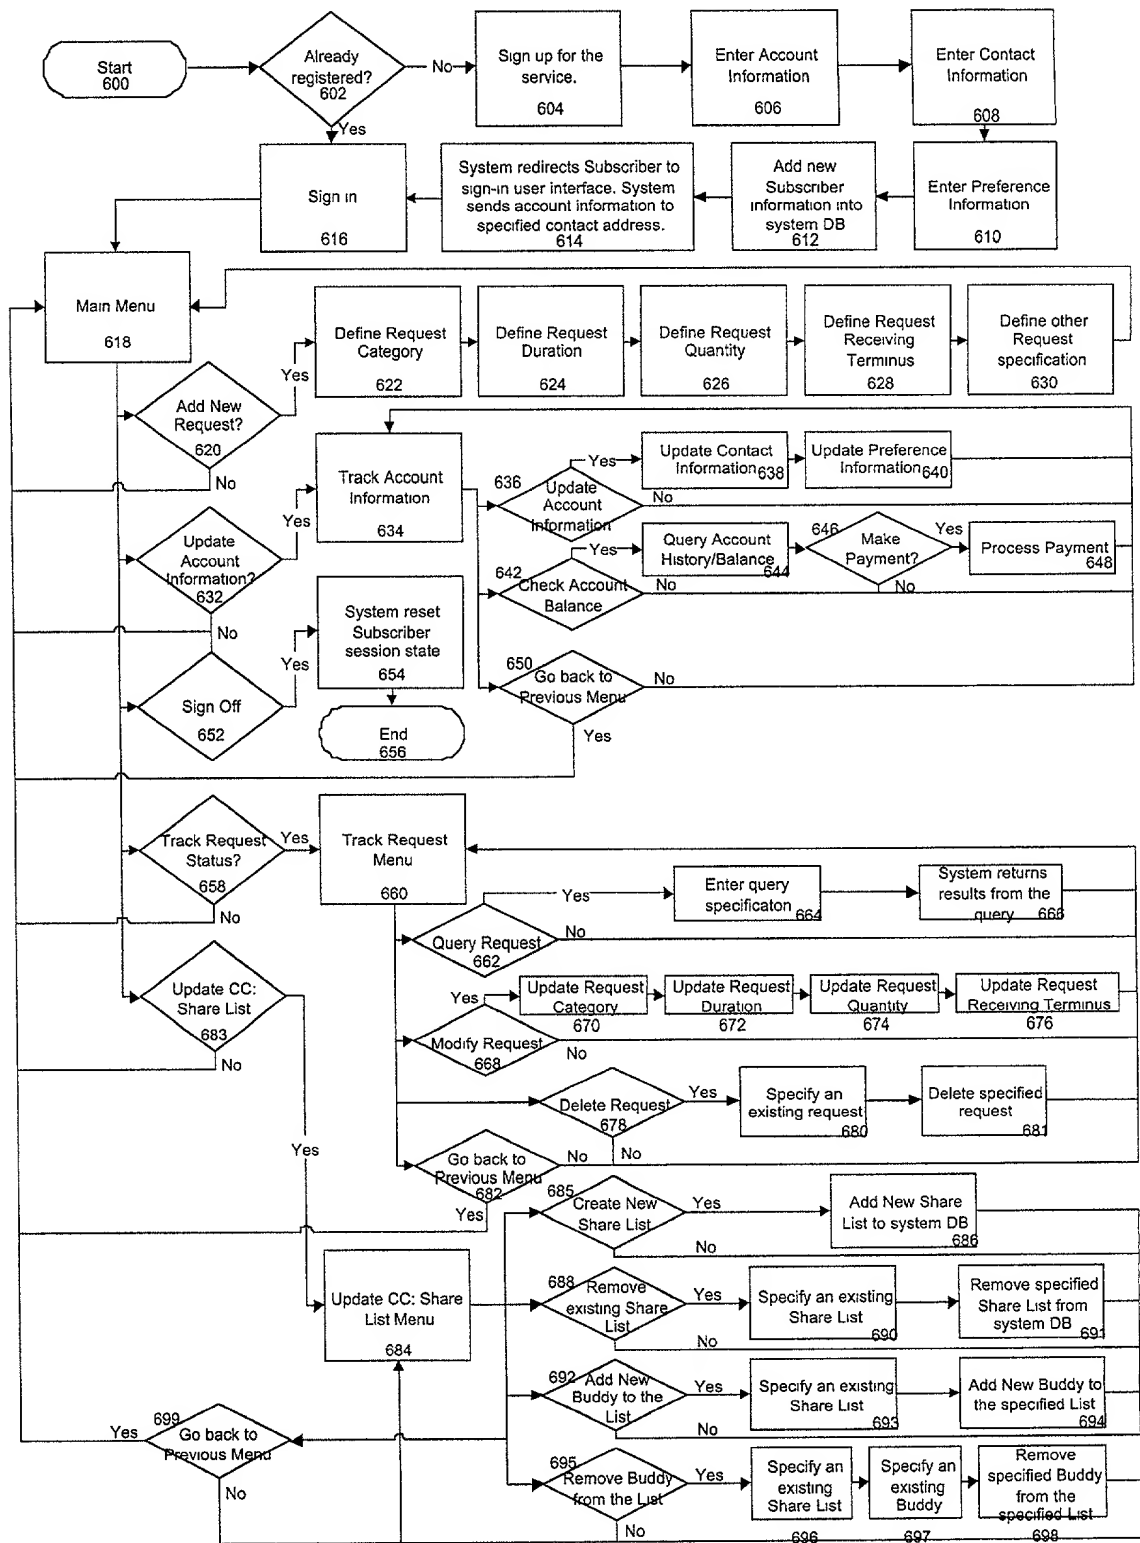 Start
600
Already
registered?
602
No
Yes
Sign up for the
service.
604
Enter Account
Information
606
Enter Contact
Information
608
Sign in
616
System redirects Subscriber to
sign-in user interface. System
sends account information to
specified contact address.
614
Add new
Subscriber
information into
system DB
612
Enter Preference
Information
610
Main Menu
618
Add New
Request?
620
Yes
No
Define Request
Category
622
Define Request
Duration
624
Define Request
Quantity
626
Define Request
Receiving
Terminus
628
Define other
Request
specification
630
Update
Account
Information?
632
Yes
No
Track Account
Information
634
636
Update
Account
Information
Yes
No
Update Contact
Information
638
Update Preference
Information
640
642
Check Account
Balance
Yes
No
Query Account
History/Balance
644
646
Make
Payment?
Yes
No
Process Payment
648
650
Go back to
Previous Menu
No
Yes
Sign Off
652
Yes
System reset
Subscriber
session state
654
End
656
Track Request
Status?
658
Yes
No
Track Request
Menu
660
Query Request
662
Yes
No
Enter query
specificaton
664
System returns
results from the
query
666
Update CC:
Share List
683
No
Yes
Modify Request
668
Yes
No
Update Request
Category
670
Update Request
Duration
672
Update Request
Quantity
674
Update Request
Receiving Terminus
676
Delete Request
678
Yes
No
Specify an
existing request
680
Delete specified
request
681
Go back to
Previous Menu
682
No
Yes
Update CC: Share
List Menu
684
685
Create New
Share List
Yes
No
Add New Share
List to system DB
686
688
Remove
existing Share
List
Yes
No
Specify an existing
Share List
690
Remove specified
Share List from
system DB
691
692
Add New
Buddy to the
List
Yes
No
Specify an existing
Share List
693
Add New Buddy to
the specified List
694
699
Go back to
Previous Menu
Yes
No
695
Remove Buddy
from the List
Yes
No
Specify an
existing
Share List
696
Specify an
existing
Buddy
697
Remove
specified Buddy
from the
specified List
698